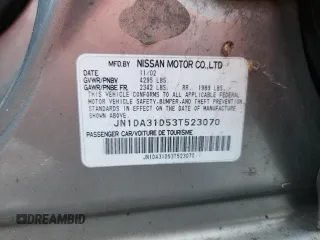 MFD.BY NISSAN MOTOR CO.,LTD
DATE 11/02
GVWR/PNBV 4295 LBS.
GAWR/PNBE FR. 2342 LBS. RR. 1989 LBS.
THIS VEHICLE CONFORMS TO ALL APPLICABLE FEDERAL
MOTOR VEHICLE SAFETY, BUMPER, AND THEFT PREVENTION
STANDARDS IN EFFECT ON THE DATE OF MANUFACTURE
SHOWN ABOVE.
JN1DA31D53T523070
PASSENGER CAR/VOITURE DE TOURISME
JN1DA31D53T523070
DREAMBID